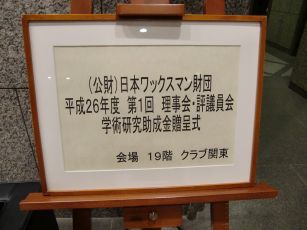 (公財)日本ワックスマン財団
平成26年度 第1回 理事会・評議員会
学術研究助成金贈呈式
会場 19階 クラブ関東